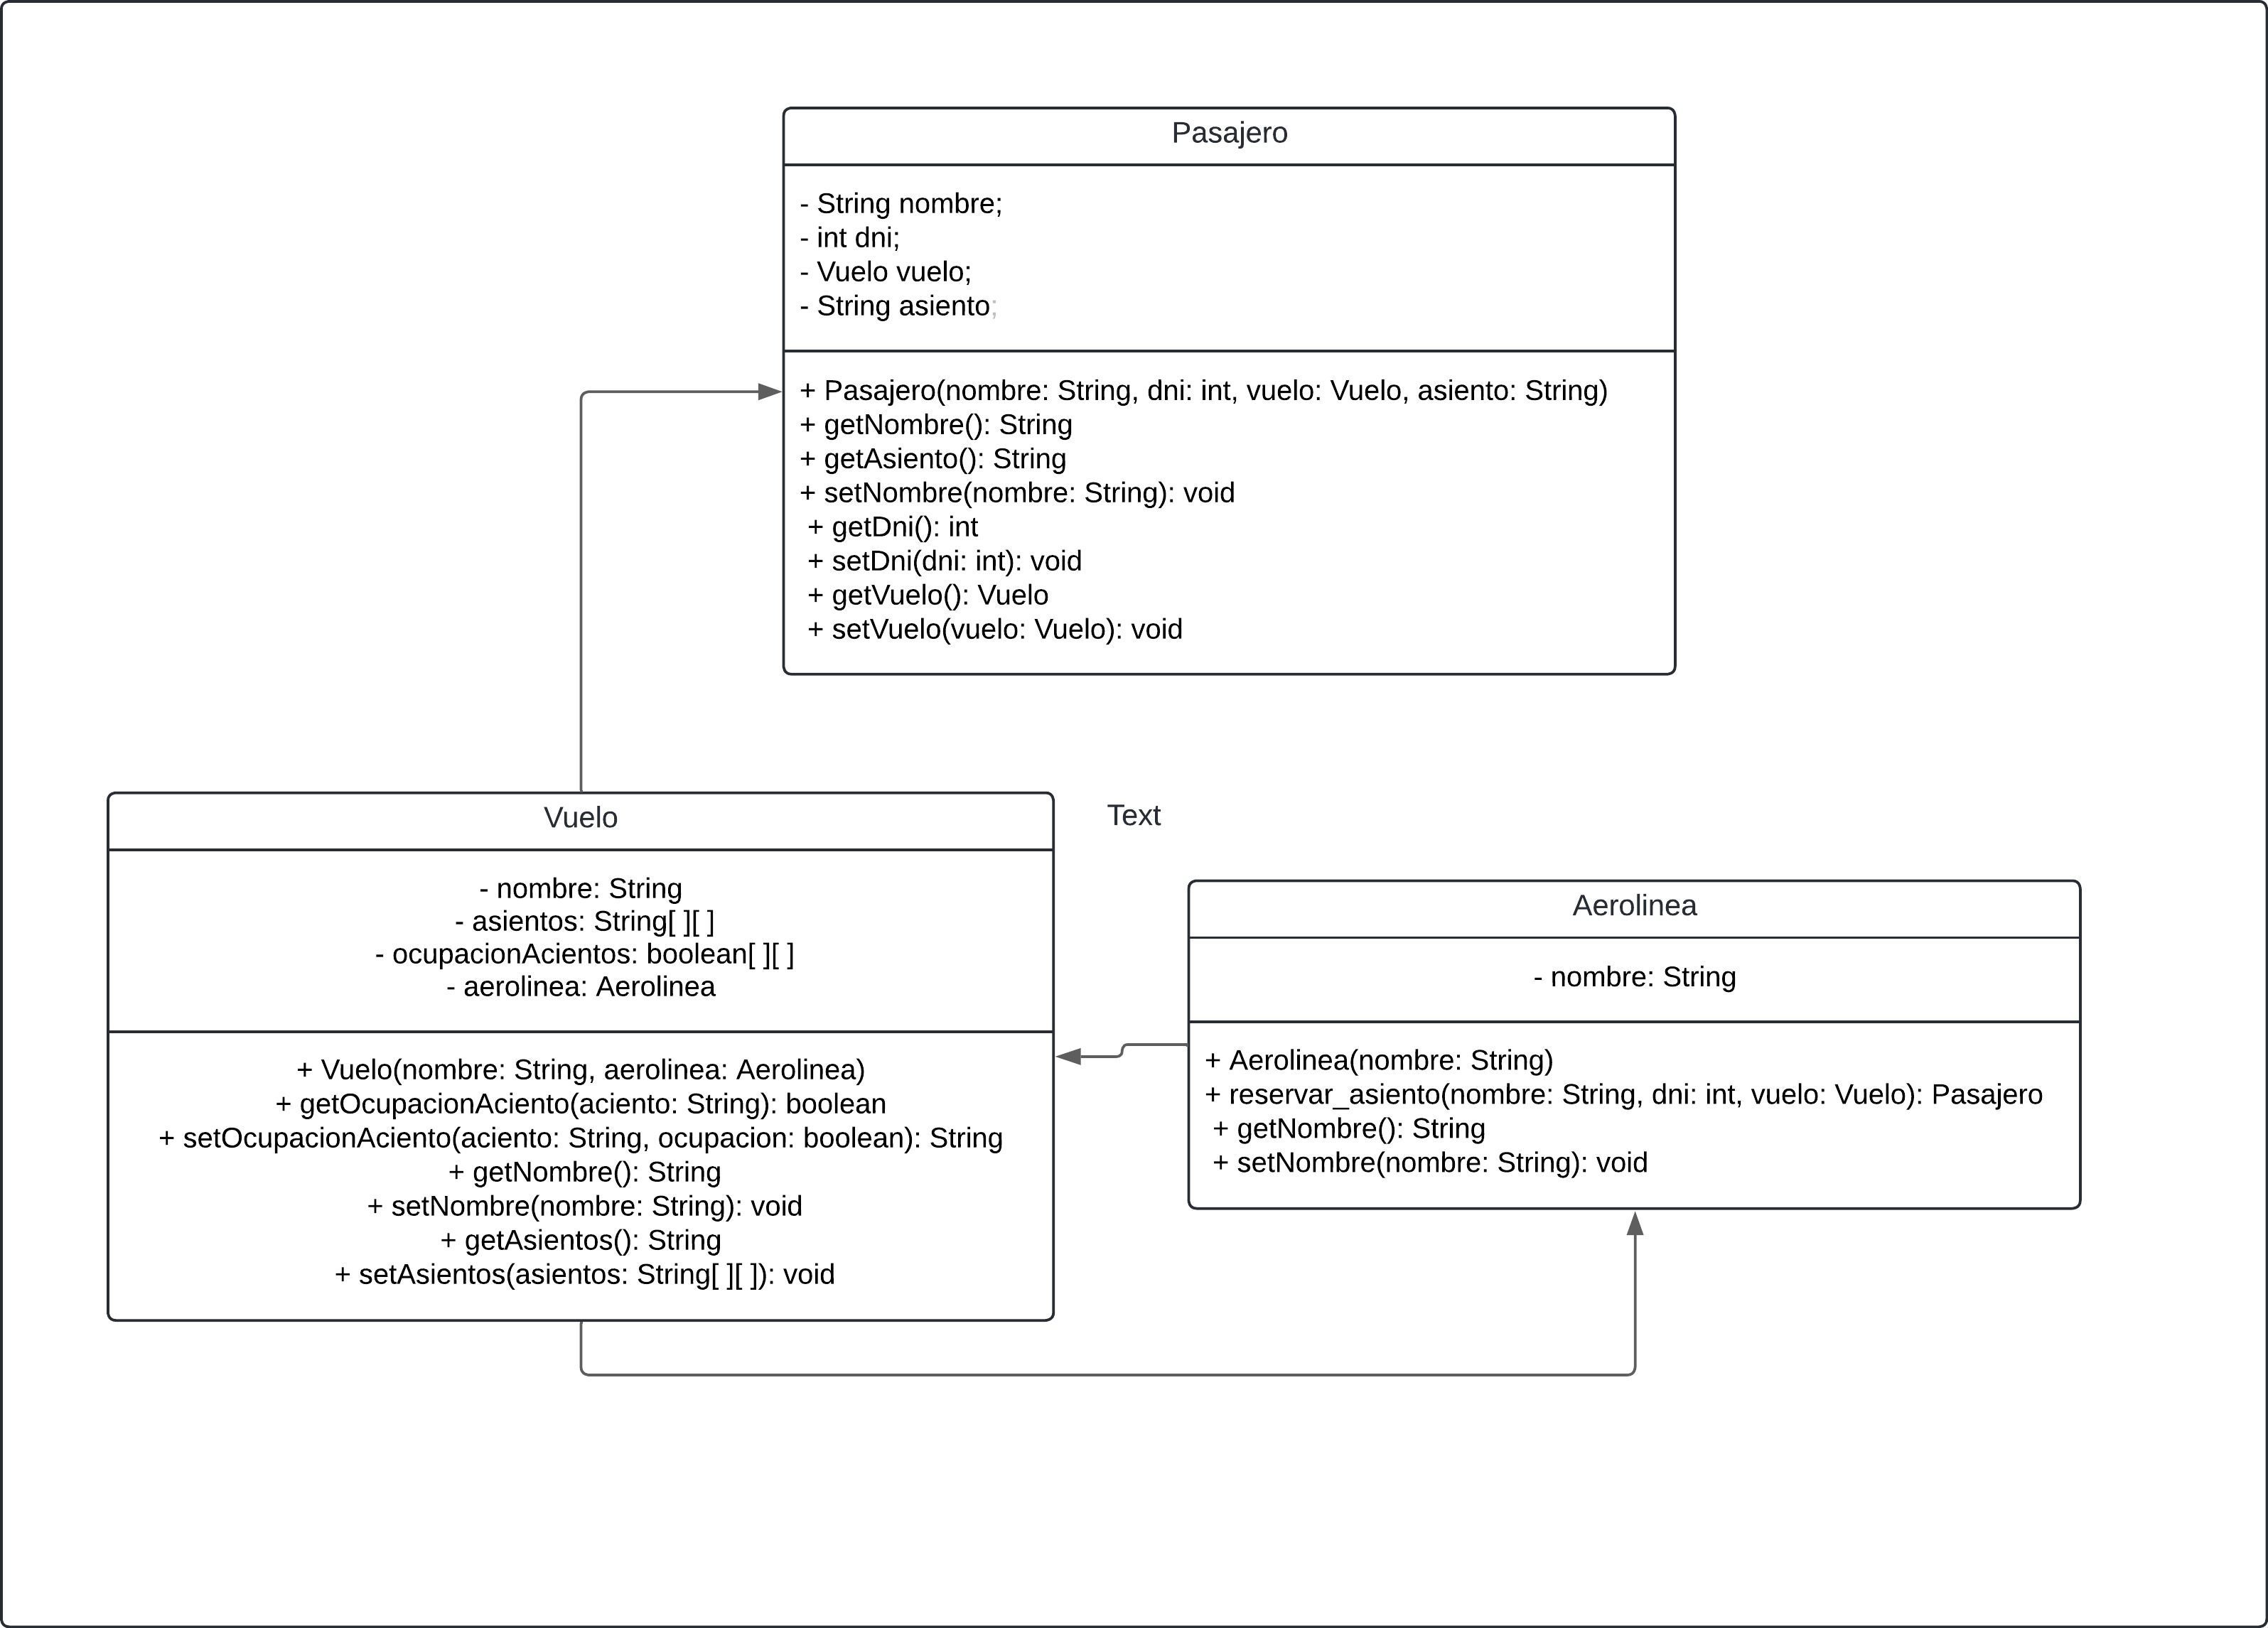 Pasajero
- String nombre;
- int dni;
- Vuelo vuelo;
- String asiento;
+ Pasajero(nombre: String, dni: int, vuelo: Vuelo, asiento: String)
+ getNombre(): String
+ getAsiento(): String
+ setNombre(nombre: String): void
+ getDni(): int
+ setDni(dni: int): void
+ getVuelo(): Vuelo
+ setVuelo(vuelo: Vuelo): void
Vuelo
- nombre: String
- asientos: String[ ][ ]
- ocupacionAcientos: boolean[ ][ ]
- aerolinea: Aerolinea
+ Vuelo(nombre: String, aerolinea: Aerolinea)
+ getOcupacionAciento(aciento: String): boolean
+ setOcupacionAciento(aciento: String, ocupacion: boolean): String
+ getNombre(): String
+ setNombre(nombre: String): void
+ getAsientos(): String
+ setAsientos(asientos: String[ ][ ]): void
Text
Aerolinea
- nombre: String
+ Aerolinea(nombre: String)
+ reservar_asiento(nombre: String, dni: int, vuelo: Vuelo): Pasajero
+ getNombre(): String
+ setNombre(nombre: String): void